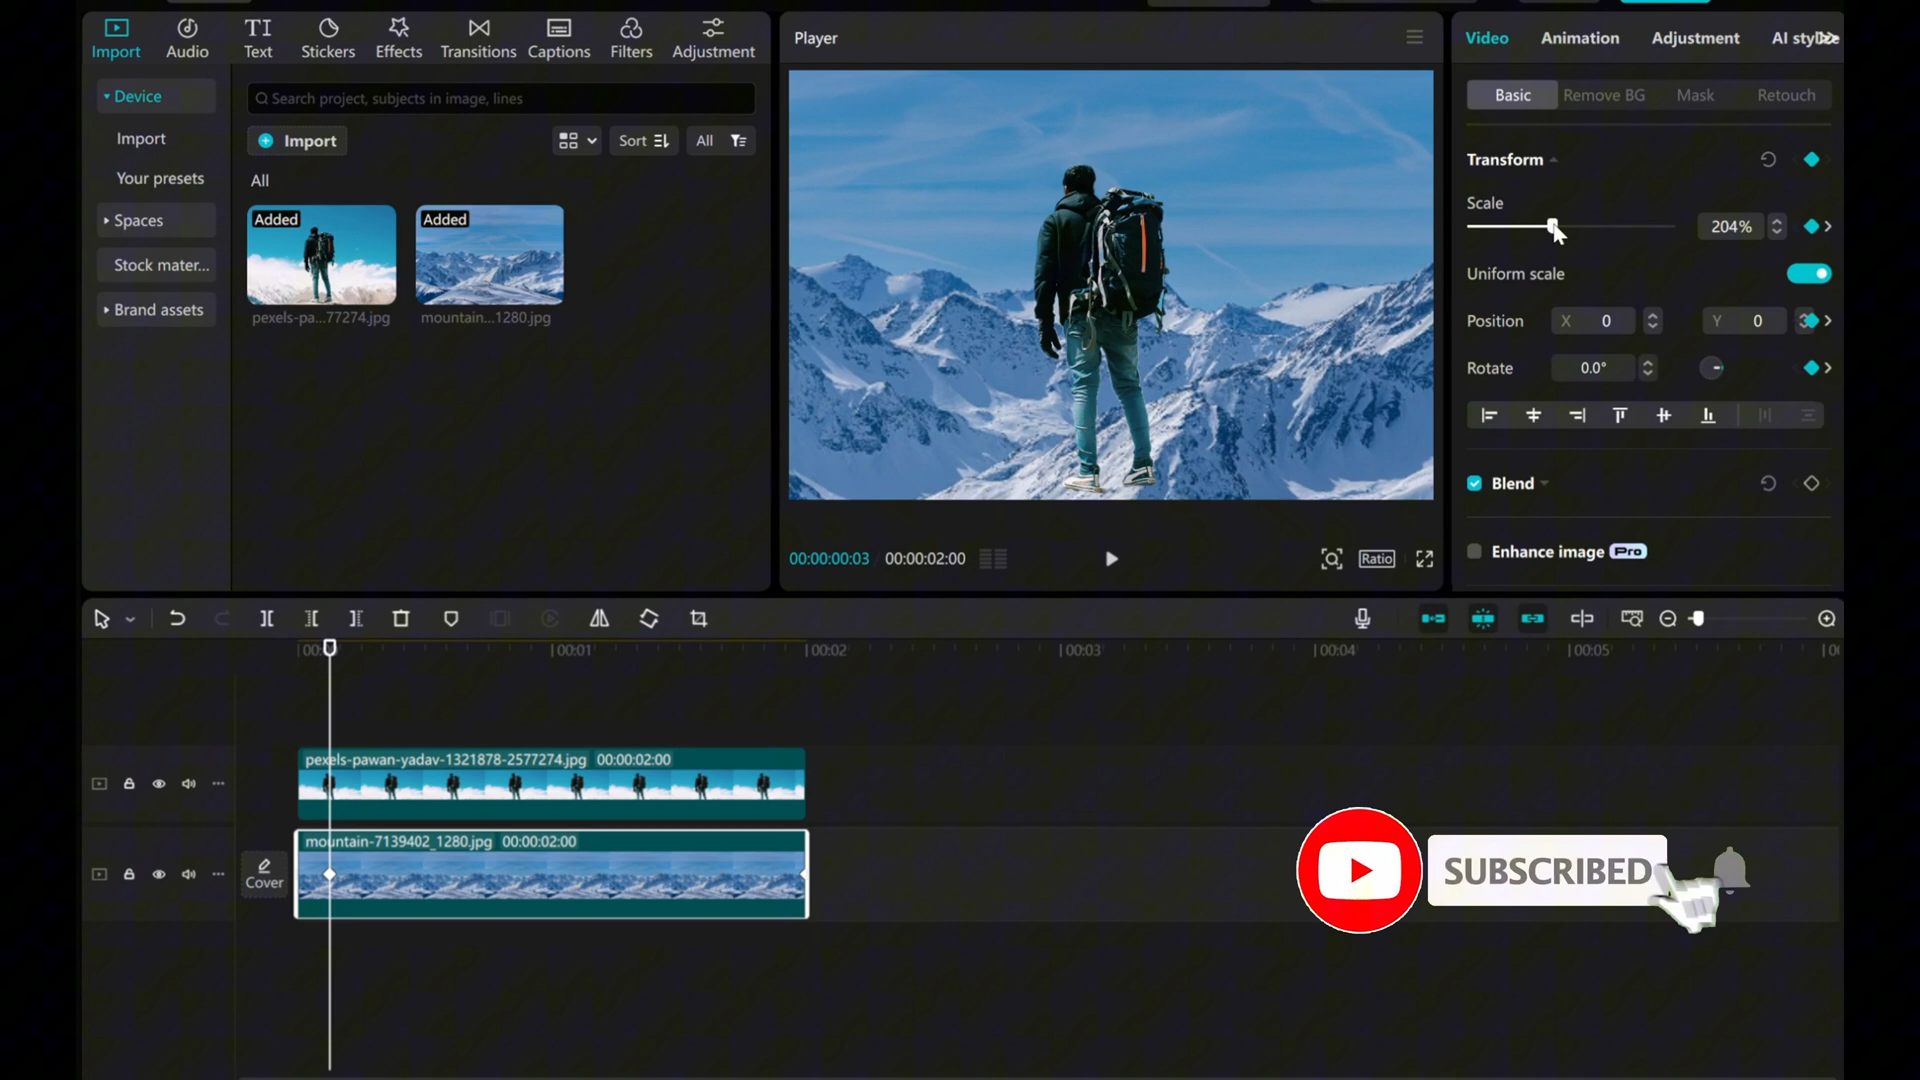 Import
Audio
Text
Stickers
Effects
Transitions
Captions
Filters
Adjustment
Device
Import
Your presets
Spaces
Stock mater...
Brand assets
Search project, subjects in image, lines
Import
Sort
All
All
Added
Added
pexels-pa...77274.jpg
mountain...1280.jpg
Player
00:00:00:03
00:00:02:00
Ratio
Video
Animation
Adjustment
AI style
Basic
Remove BG
Mask
Retouch
Transform
Scale
204%
Uniform scale
Position
X 0
Y 0
Rotate
0.0°
Blend
Enhance image Pro
00:01
00:02
00:03
00:04
00:05
pexels-pawan-yadav-1321878-2577274.jpg 00:00:02:00
mountain-7139402_1280.jpg 00:00:02:00
Cover
SUBSCRIBED